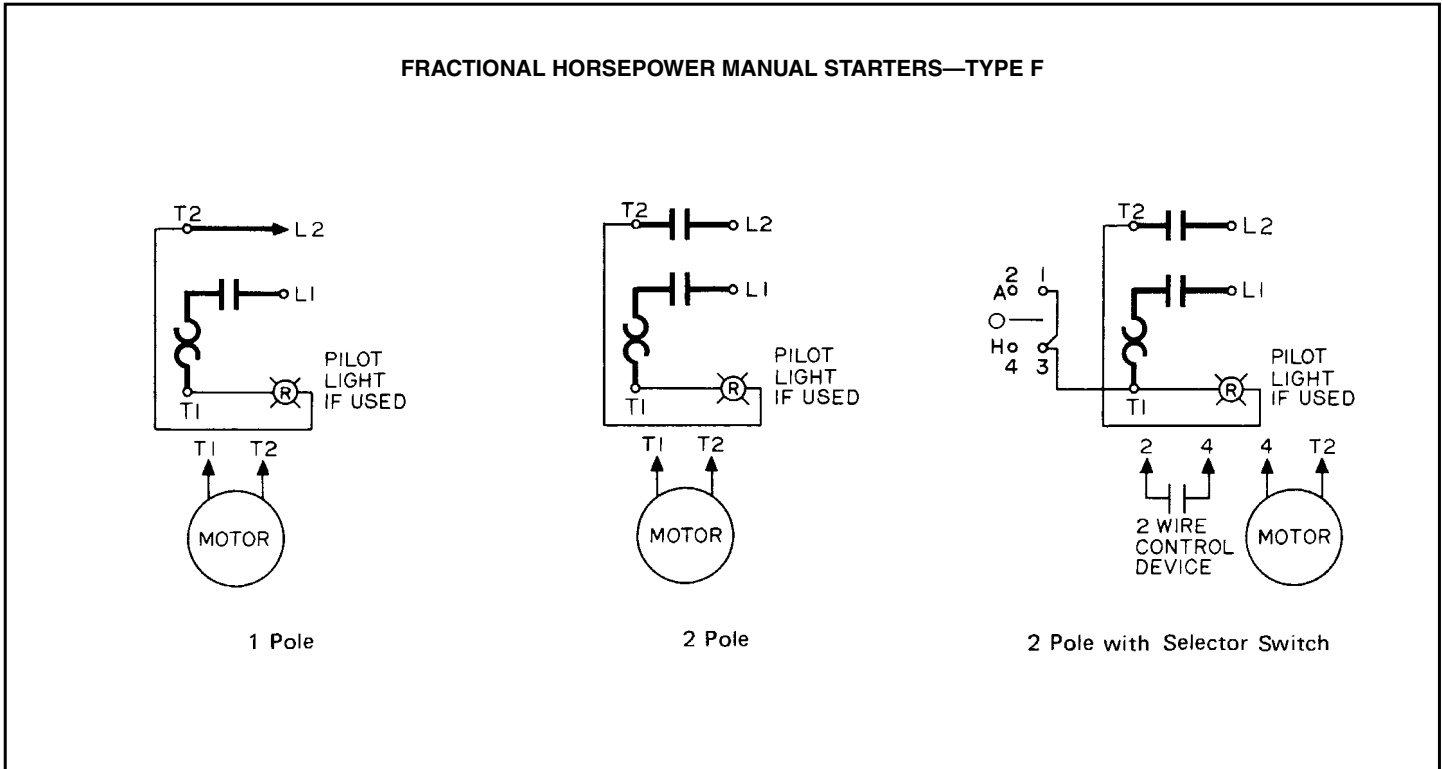 FRACTIONAL HORSEPOWER MANUAL STARTERS—TYPE F
T2
L2
L1
PILOT
LIGHT
IF USED
R
T1
T1 T2
MOTOR
1 Pole
T2
L2
L1
PILOT
LIGHT
IF USED
R
T1
T1 T2
MOTOR
2 Pole
T2
L2
2 1
A
L1
H
4 3
PILOT
LIGHT
IF USED
R
T1
2 4 4 T2
2 WIRE
CONTROL
DEVICE
MOTOR
2 Pole with Selector Switch